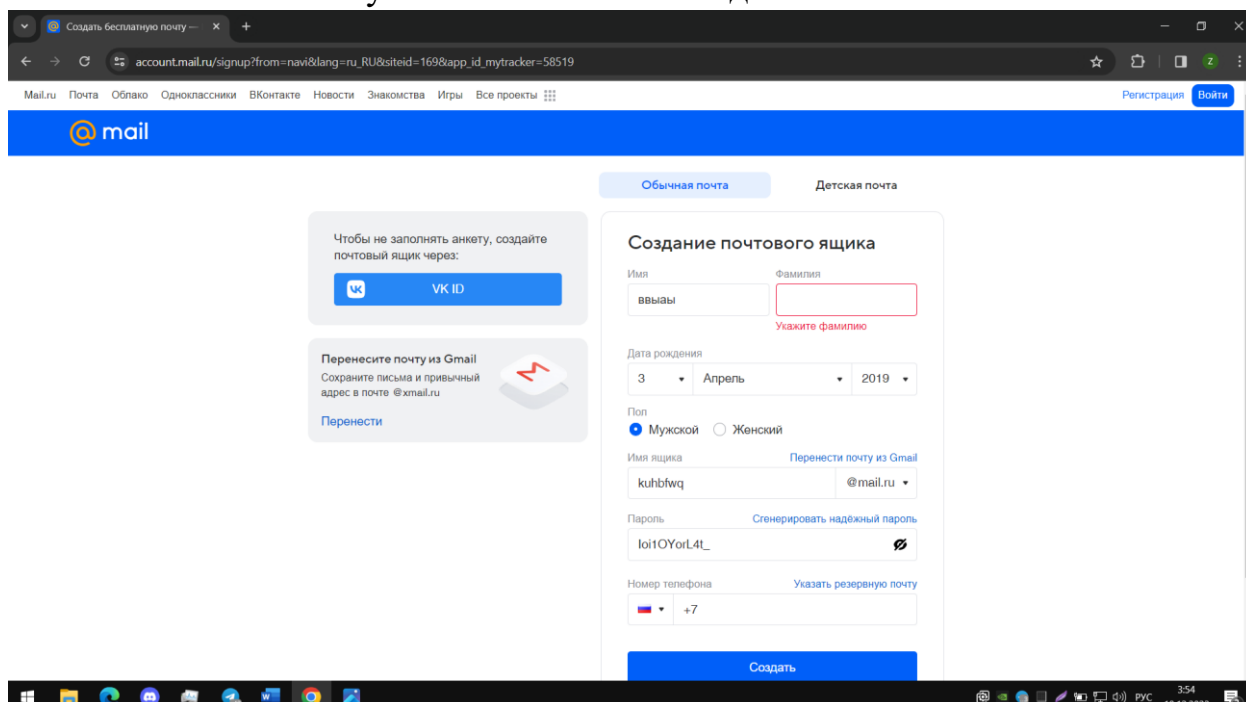 Создать бесплатную почту —
account.mail.ru/signup?from=navi&lang=ru_RU&siteid=169&app_id_mytracker=58519
Z
Mail.ru Почта Облако Одноклассники ВКонтакте Новости Знакомства Игры Все проекты
Регистрация Войти
@ mail
Обычная почта Детская почта
Чтобы не заполнять анкету, создайте
почтовый ящик через:
VK ID
Перенесите почту из Gmail
Сохраните письма и привычный
адрес в почте @xmail.ru
Перенести
Создание почтового ящика
Имя Фамилия
ввыаы
Укажите фамилию
Дата рождения
3 Апрель 2019
Пол
Мужской Женский
Имя ящика Перенести почту из Gmail
kuhbfwq @mail.ru
Пароль Сгенерировать надёжный пароль
Ioi1OYorL4t_
Номер телефона Указать резервную почту
+7
Создать
РУС 3:54